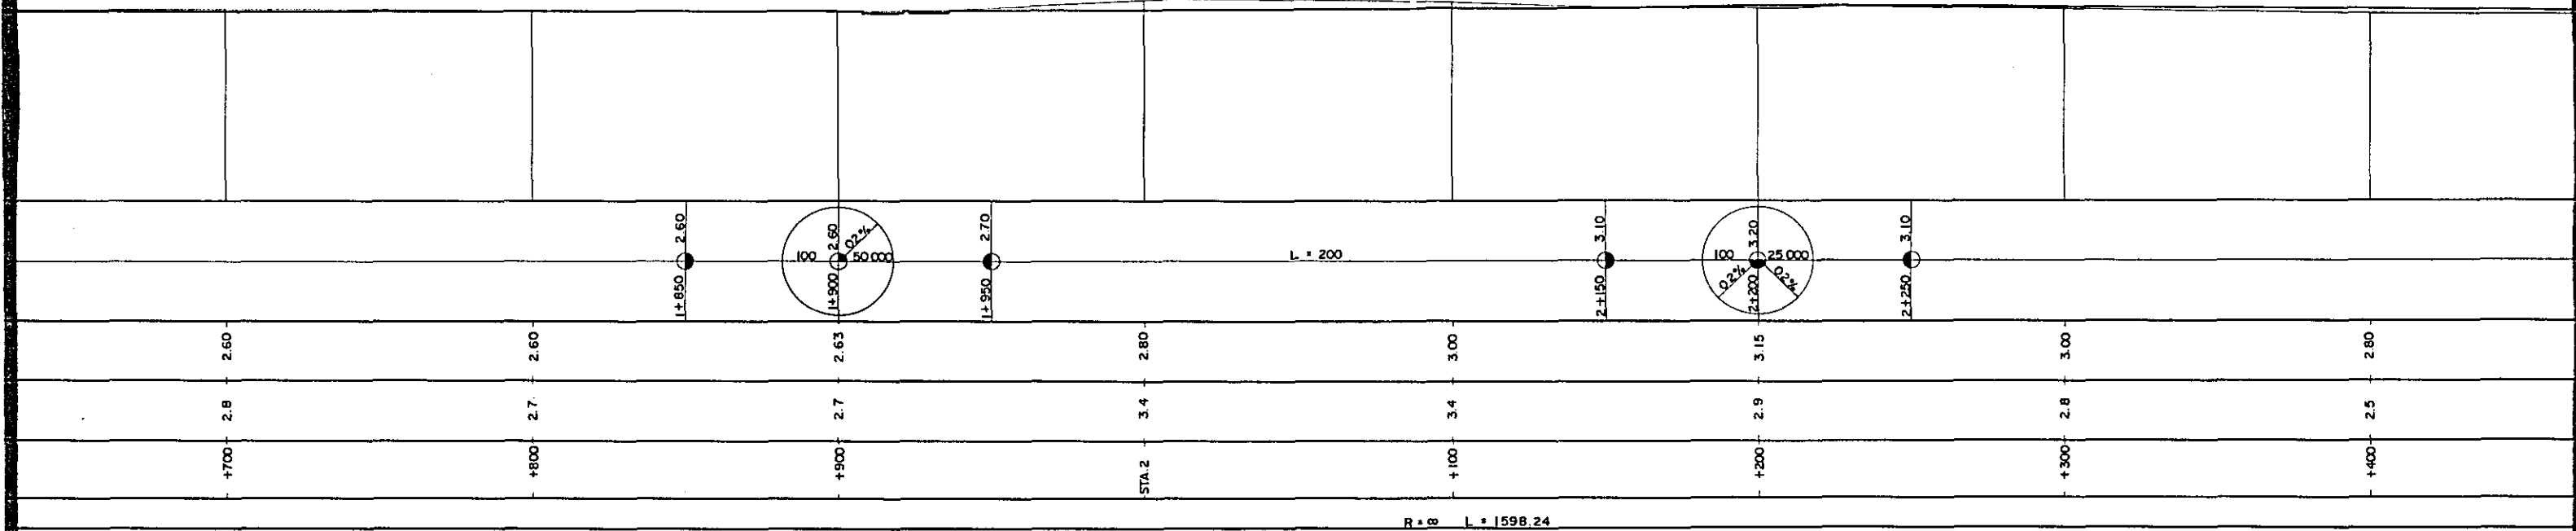 2.60 2.60 2.70 3.10 3.20 3.10
0.2%
100 50 000 L = 200 100 25 000
0.2% 0.2%
1+850 1+900 1+950 2+150 2+200 2+250
2.60 2.60 2.63 2.80 3.00 3.15 3.00 2.80
2.8 2.7 2.7 3.4 3.4 2.9 2.8 2.5
+700 +800 +900 STA.2 +100 +200 +300 +400
R = ∞ L = 1598.24